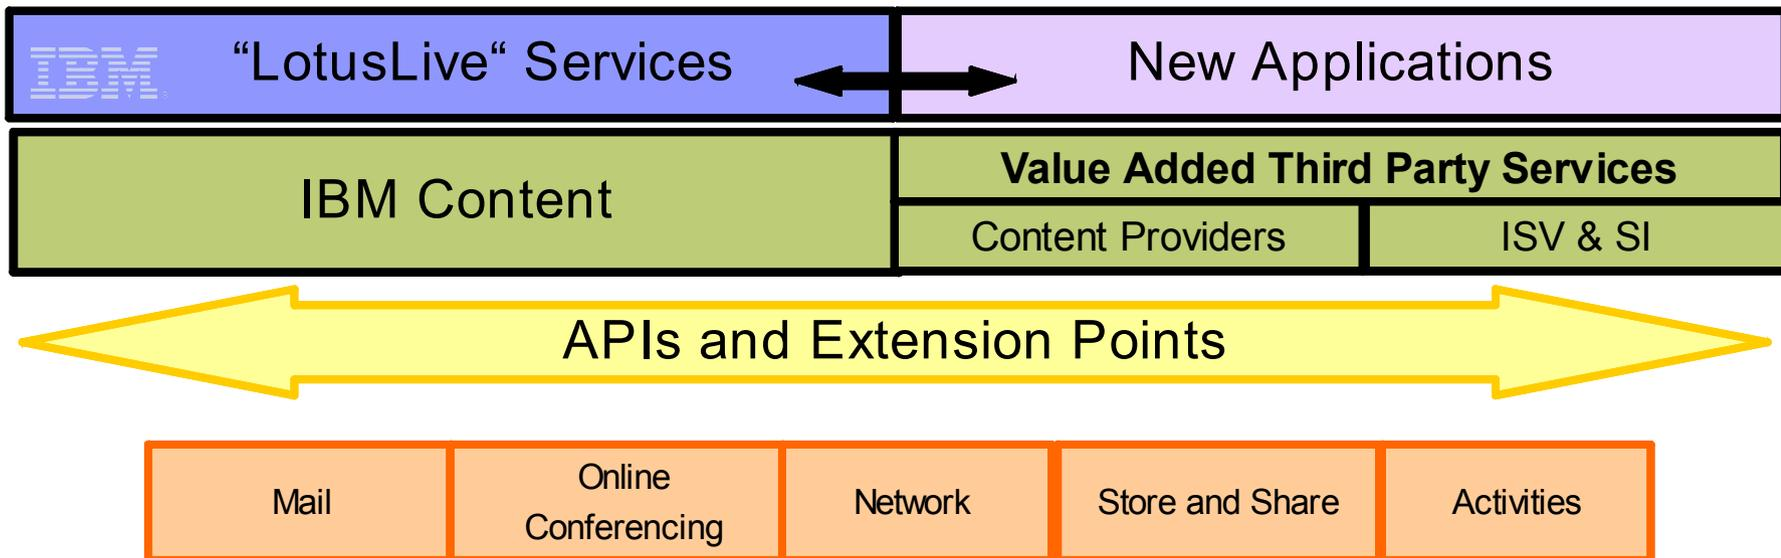 IBM
“LotusLive“ Services
New Applications
IBM Content
Value Added Third Party Services
Content Providers
ISV & SI
APIs and Extension Points
Mail
Online
Conferencing
Network
Store and Share
Activities